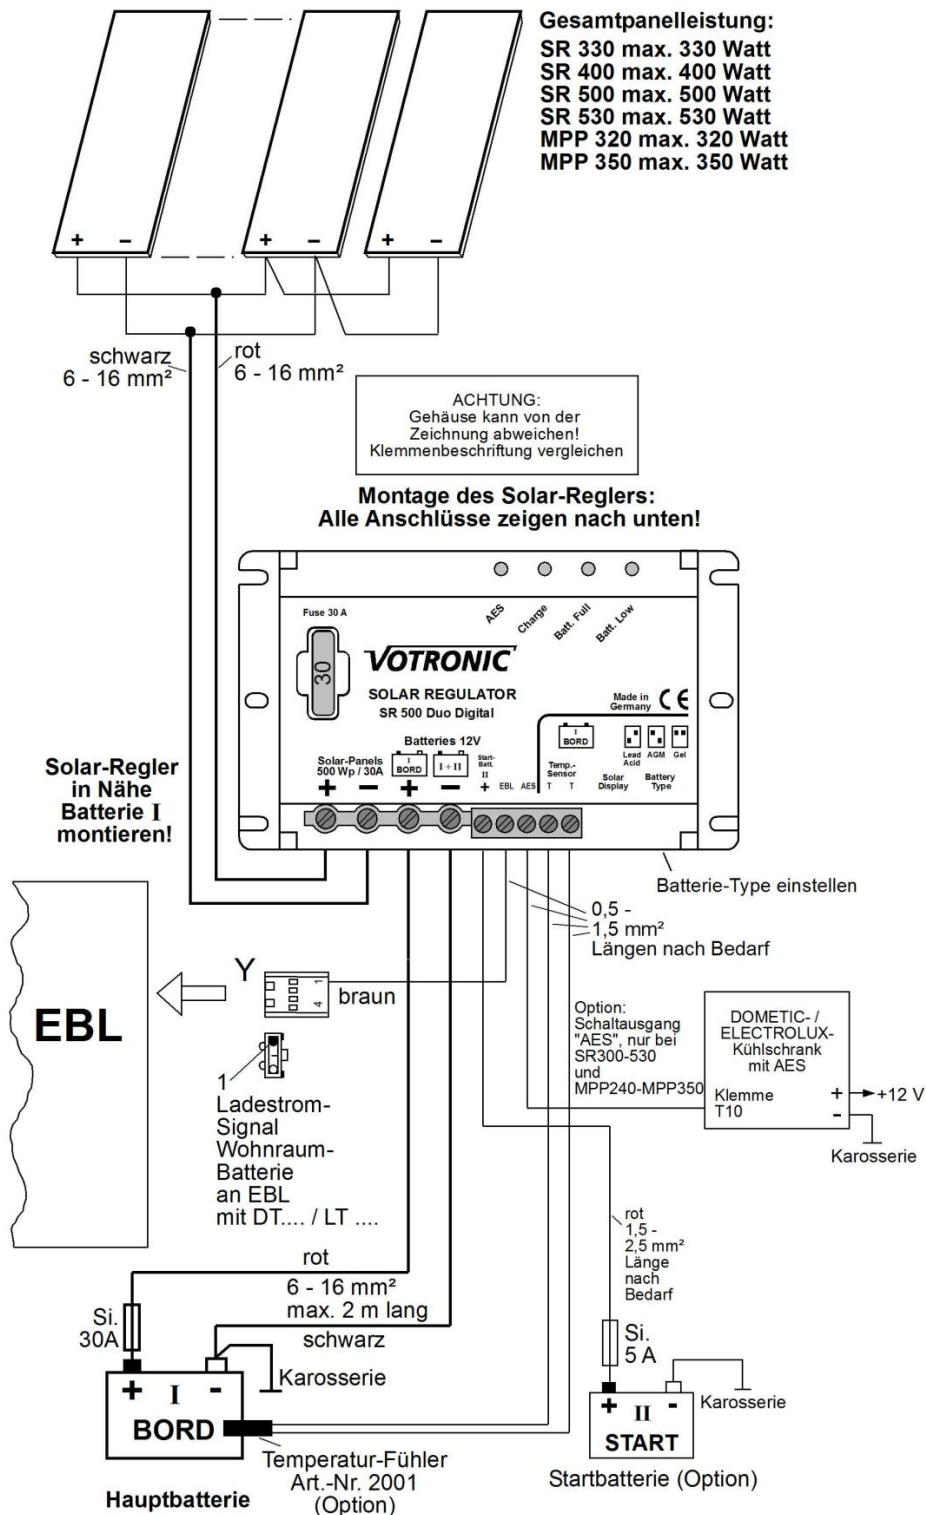 Gesamtpanelleistung:
SR 330 max. 330 Watt
SR 400 max. 400 Watt
SR 500 max. 500 Watt
SR 530 max. 530 Watt
MPP 320 max. 320 Watt
MPP 350 max. 350 Watt
+ −
+ −
+ −
schwarz
6 - 16 mm²
rot
6 - 16 mm²
ACHTUNG:
Gehäuse kann von der
Zeichnung abweichen!
Klemmenbeschriftung vergleichen
Montage des Solar-Reglers:
Alle Anschlüsse zeigen nach unten!
AES
Charge
Batt. Full
Batt. Low
Fuse 30 A
30
VOTRONIC
SOLAR REGULATOR
SR 500 Duo Digital
Made in
Germany
CE
Batteries 12V
Solar-Panels
500 Wp / 30A
I
BORD
I + II
Start-
Batt.
II
+ − + − + EBL AES T T
I
BORD
Temp.-
Sensor
Solar
Display
Lead
Acid
AGM
Gel
Battery
Type
Solar-Regler
in Nähe
Batterie I
montieren!
Batterie-Type einstellen
0,5 -
1,5 mm²
Längen nach Bedarf
EBL
Y
1
4
braun
1
Ladestrom-
Signal
Wohnraum-
Batterie
an EBL
mit DT.... / LT ....
Option:
Schaltausgang
"AES", nur bei
SR300-530
und
MPP240-MPP350
DOMETIC- /
ELECTROLUX-
Kühlschrank
mit AES
Klemme
T10
+
-
+12 V
Karosserie
rot
1,5 -
2,5 mm²
Länge
nach
Bedarf
rot
6 - 16 mm²
max. 2 m lang
schwarz
Si.
30A
Karosserie
+ I -
BORD
Temperatur-Fühler
Art.-Nr. 2001
(Option)
Hauptbatterie
Si.
5 A
Karosserie
+ II -
START
Startbatterie (Option)